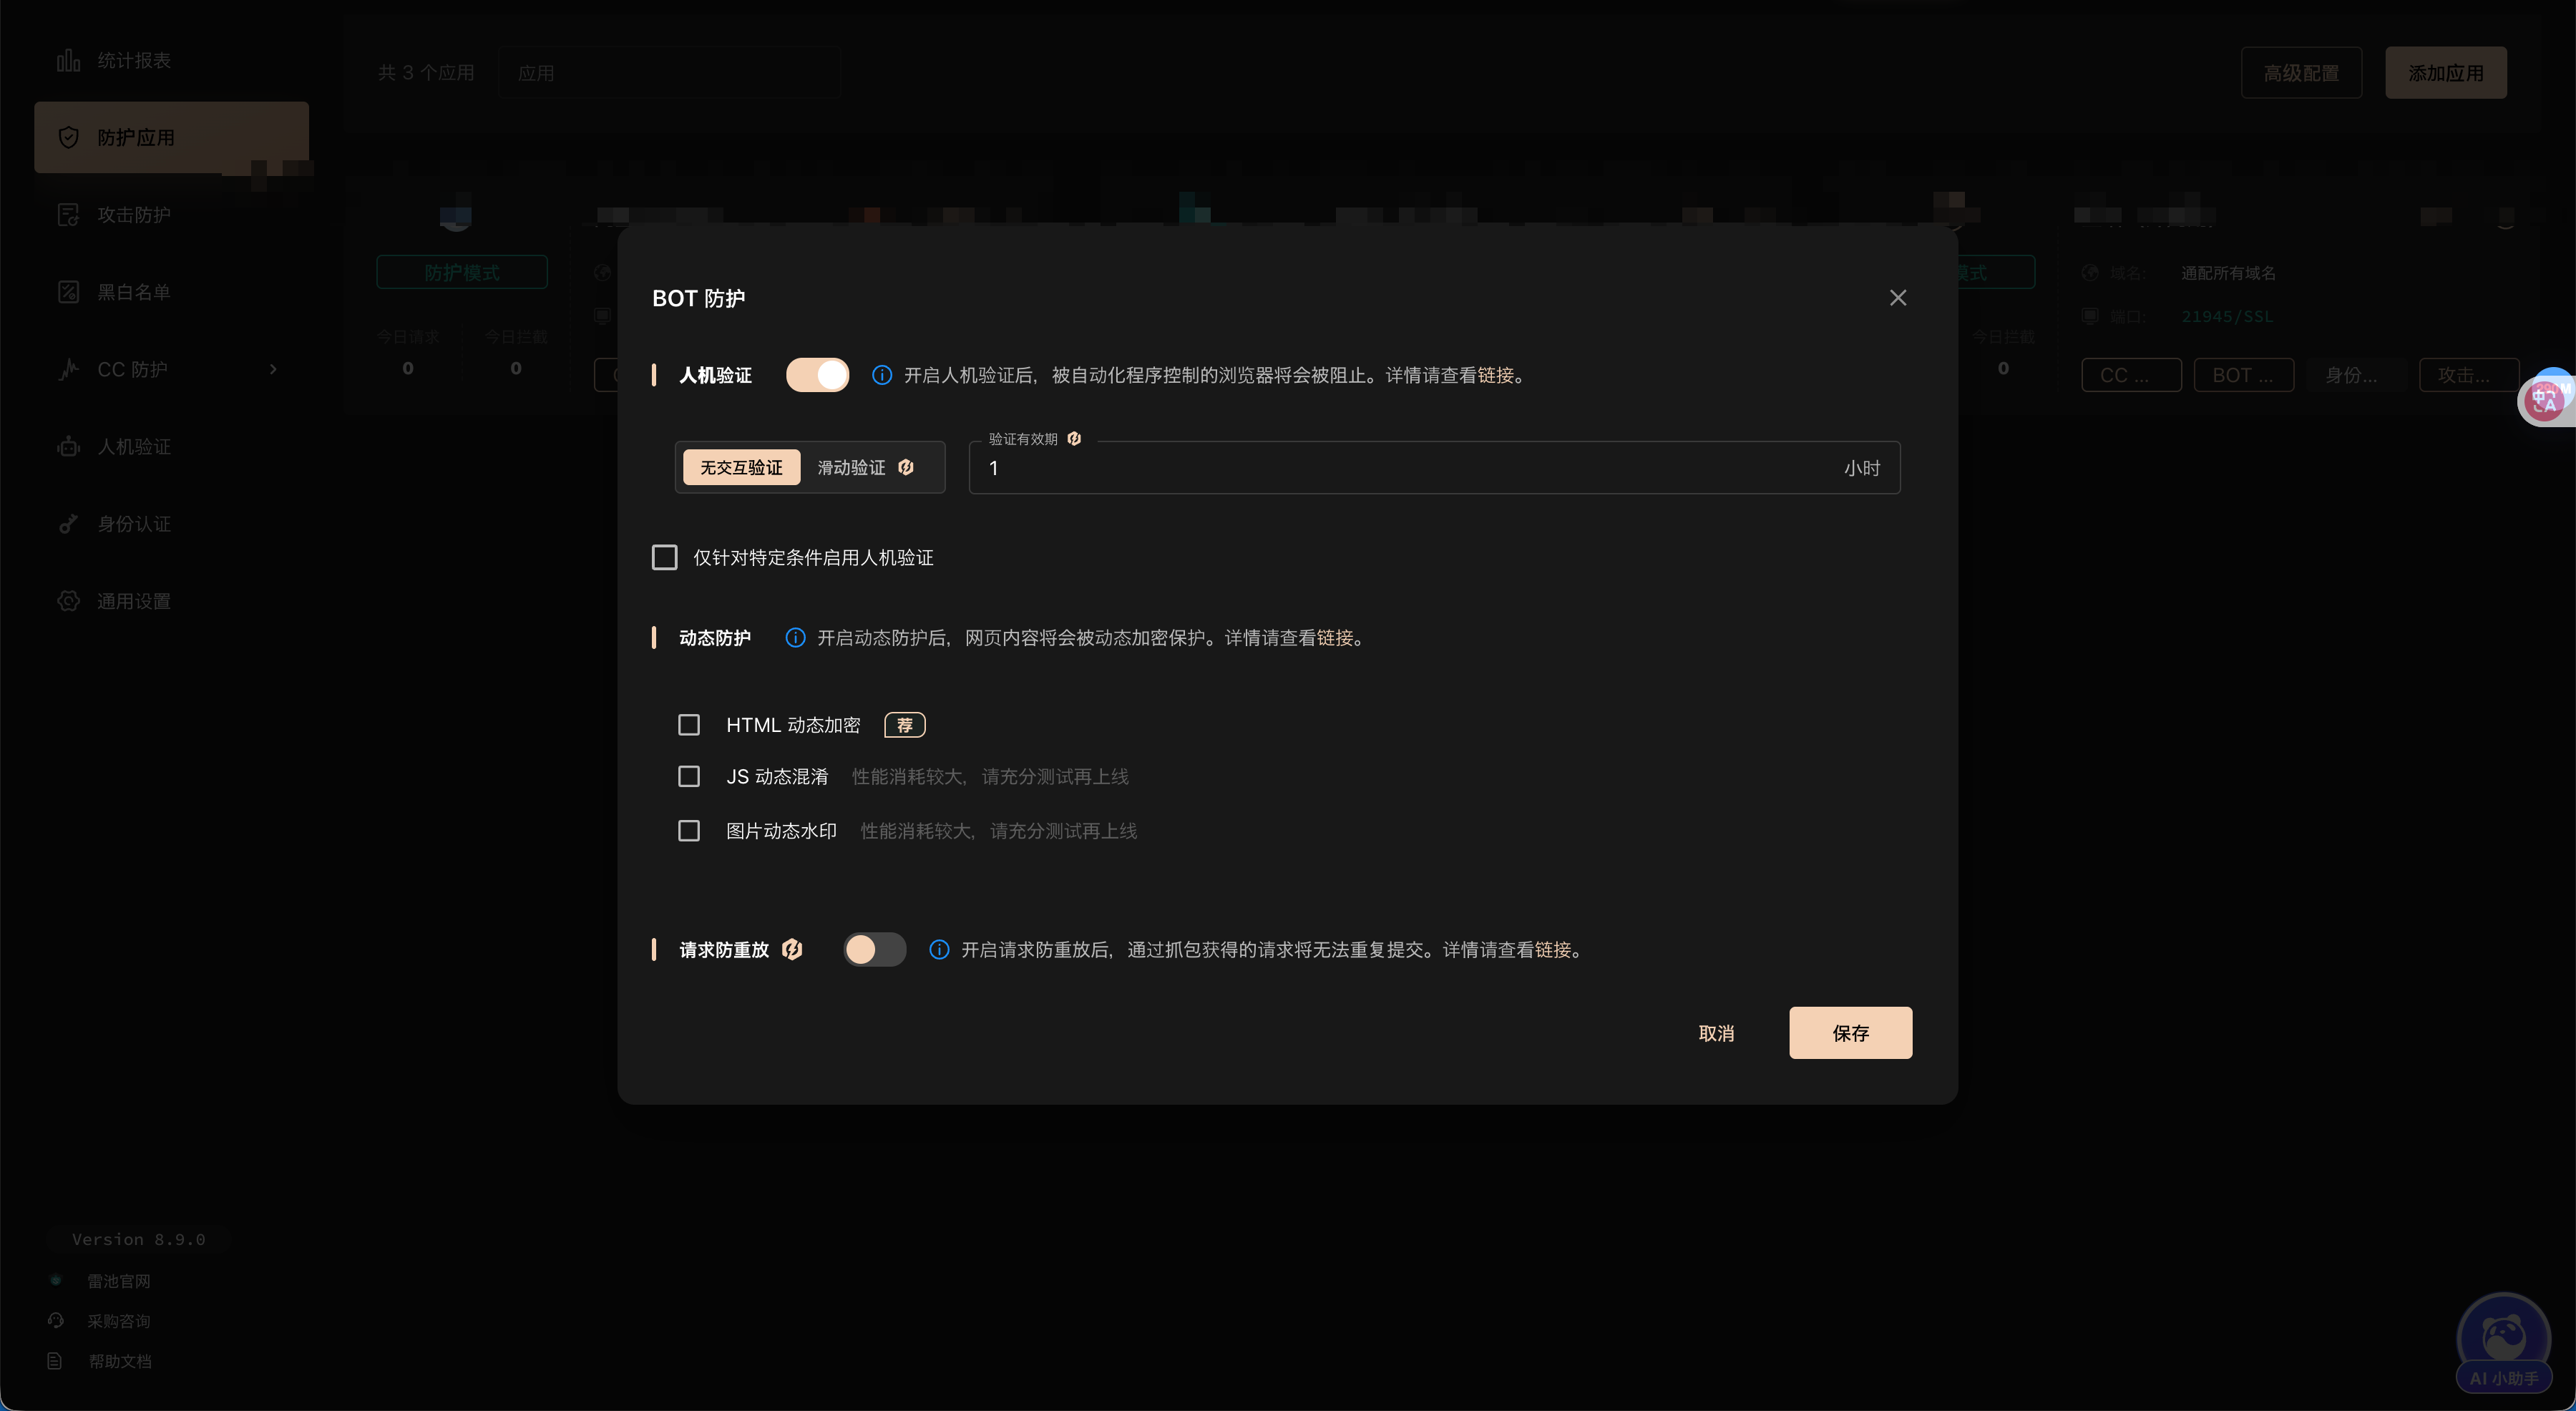 统计报表
防护应用
攻击防护
黑白名单
CC 防护
人机验证
身份认证
通用设置
Version 8.9.0
雷池官网
采购咨询
帮助文档
共 3 个应用
应用
高级配置
添加应用
防护模式
今日请求
今日拦截
0
0
模式
今日拦截
0
域名:
通配所有域名
端口:
21945/SSL
CC ...
BOT ...
身份...
攻击...
BOT 防护
人机验证
开启人机验证后，被自动化程序控制的浏览器将会被阻止。详情请查看链接。
无交互验证
滑动验证
验证有效期
1
小时
仅针对特定条件启用人机验证
动态防护
开启动态防护后，网页内容将会被动态加密保护。详情请查看链接。
HTML 动态加密
荐
JS 动态混淆
性能消耗较大，请充分测试再上线
图片动态水印
性能消耗较大，请充分测试再上线
请求防重放
开启请求防重放后，通过抓包获得的请求将无法重复提交。详情请查看链接。
取消
保存
AI 小助手